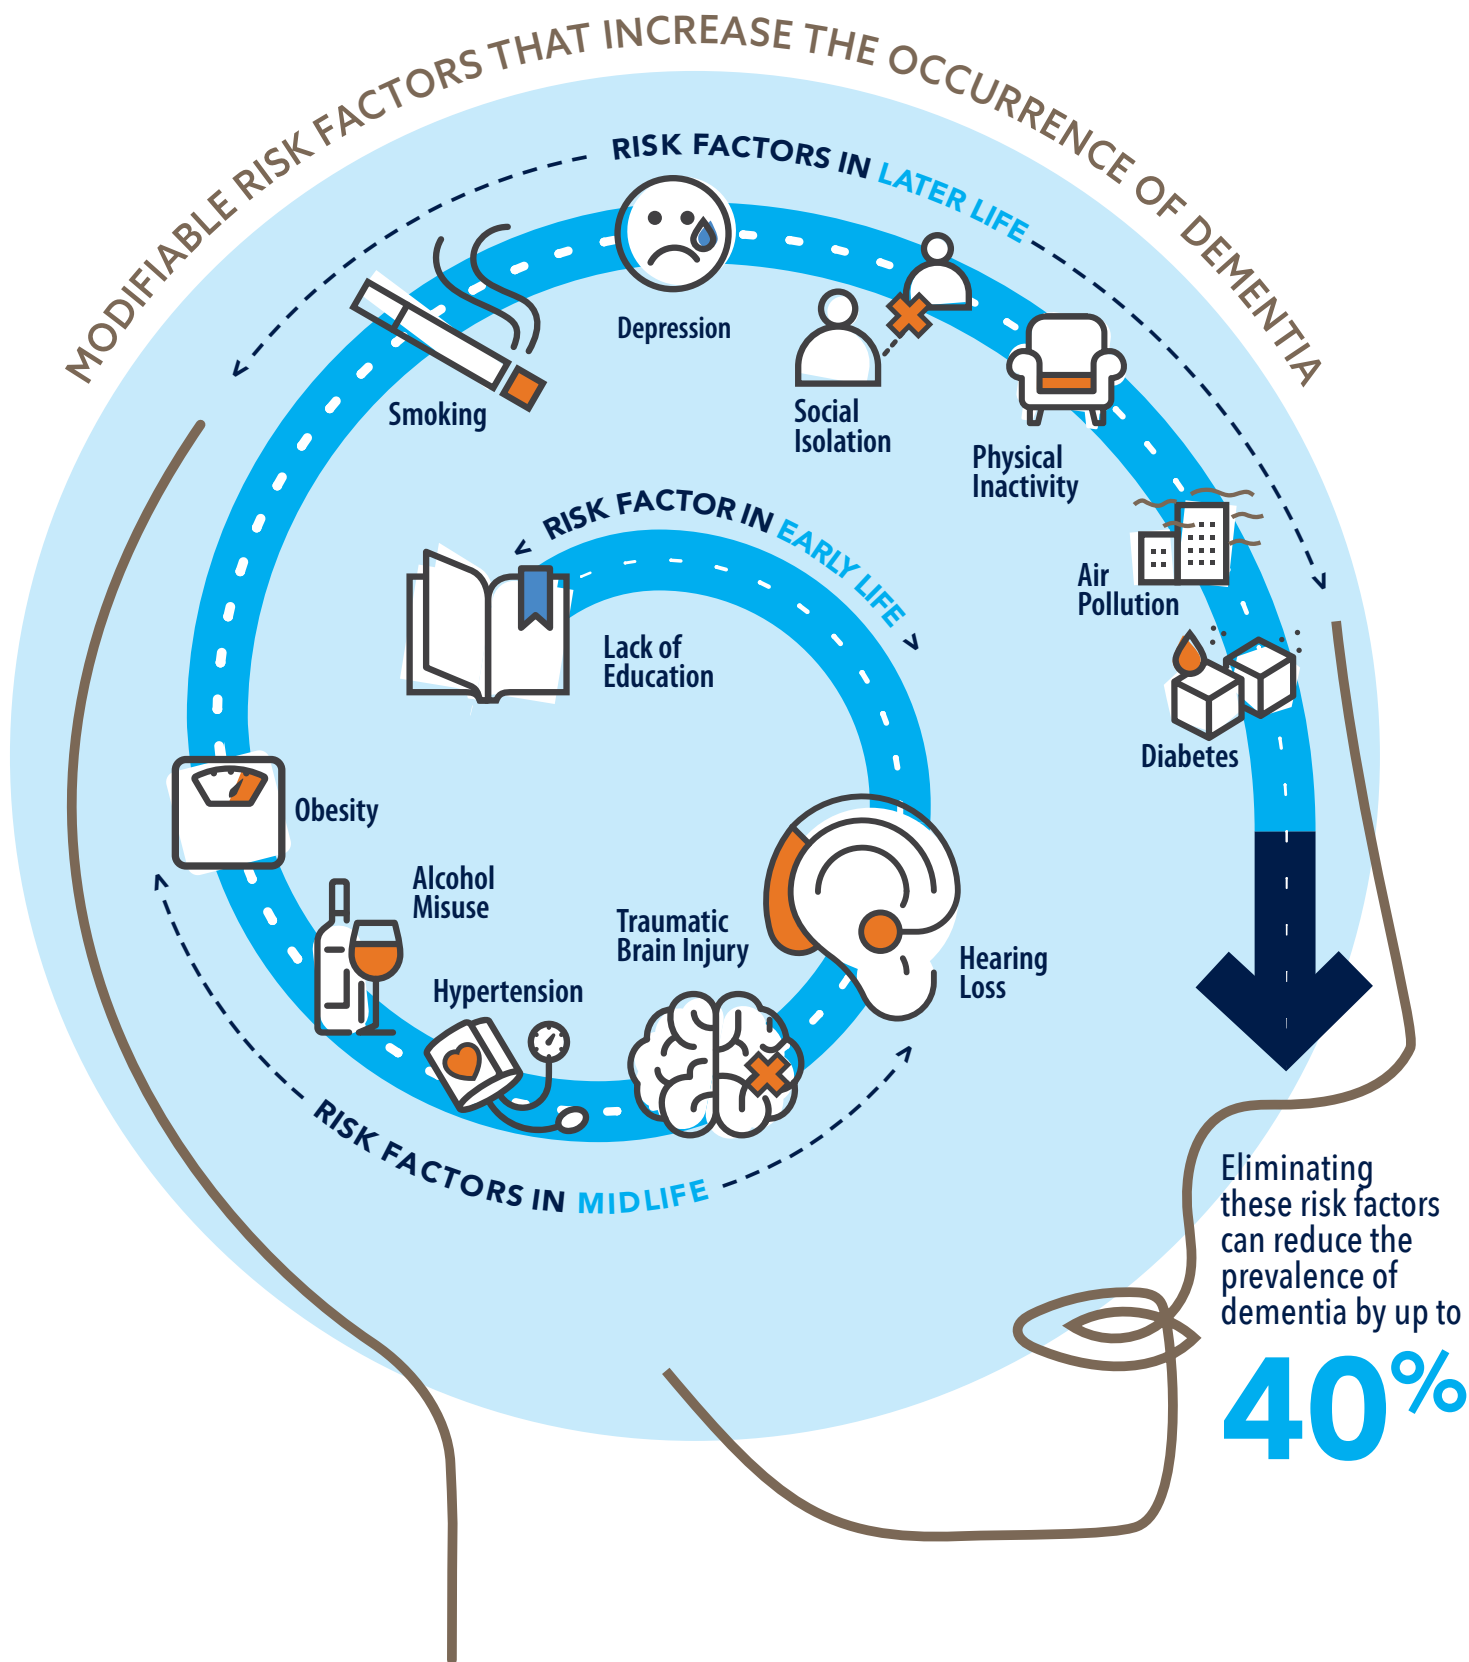 MODIFIABLE RISK FACTORS THAT INCREASE THE OCCURRENCE OF DEMENTIA
RISK FACTORS IN LATER LIFE
Depression
Smoking
Social
Isolation
Physical
Inactivity
Air
Pollution
Diabetes
RISK FACTOR IN EARLY LIFE
Lack of
Education
Obesity
Alcohol
Misuse
Hypertension
Traumatic
Brain Injury
Hearing
Loss
RISK FACTORS IN MIDLIFE
Eliminating
these risk factors
can reduce the
prevalence of
dementia by up to
40%